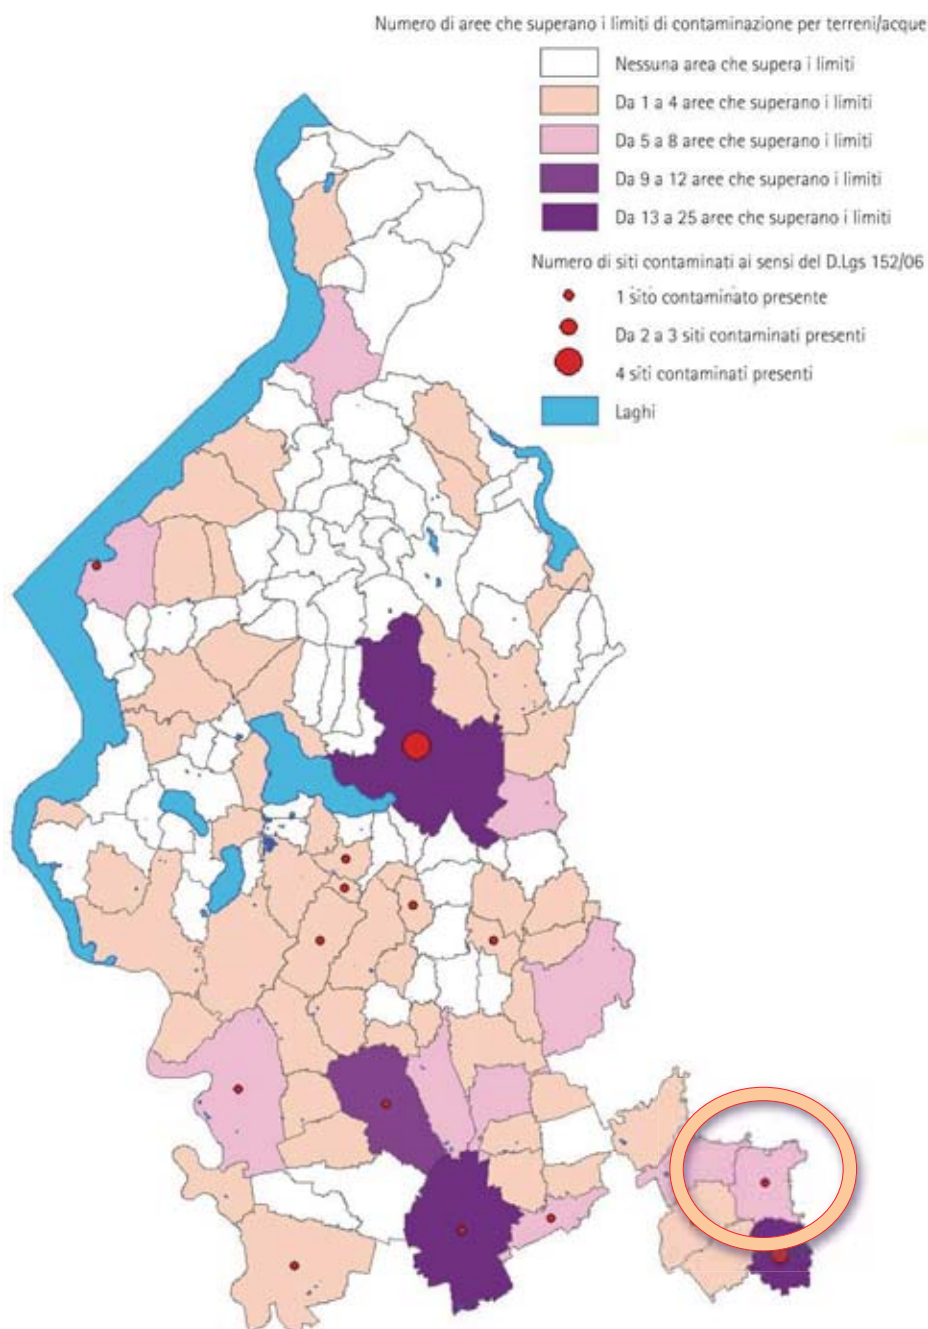 Numero di aree che superano i limiti di contaminazione per terreni/acque
Nessuna area che supera i limiti
Da 1 a 4 aree che superano i limiti
Da 5 a 8 aree che superano i limiti
Da 9 a 12 aree che superano i limiti
Da 13 a 25 aree che superano i limiti
Numero di siti contaminati ai sensi del D.Lgs 152/06
1 sito contaminato presente
Da 2 a 3 siti contaminati presenti
4 siti contaminati presenti
Laghi